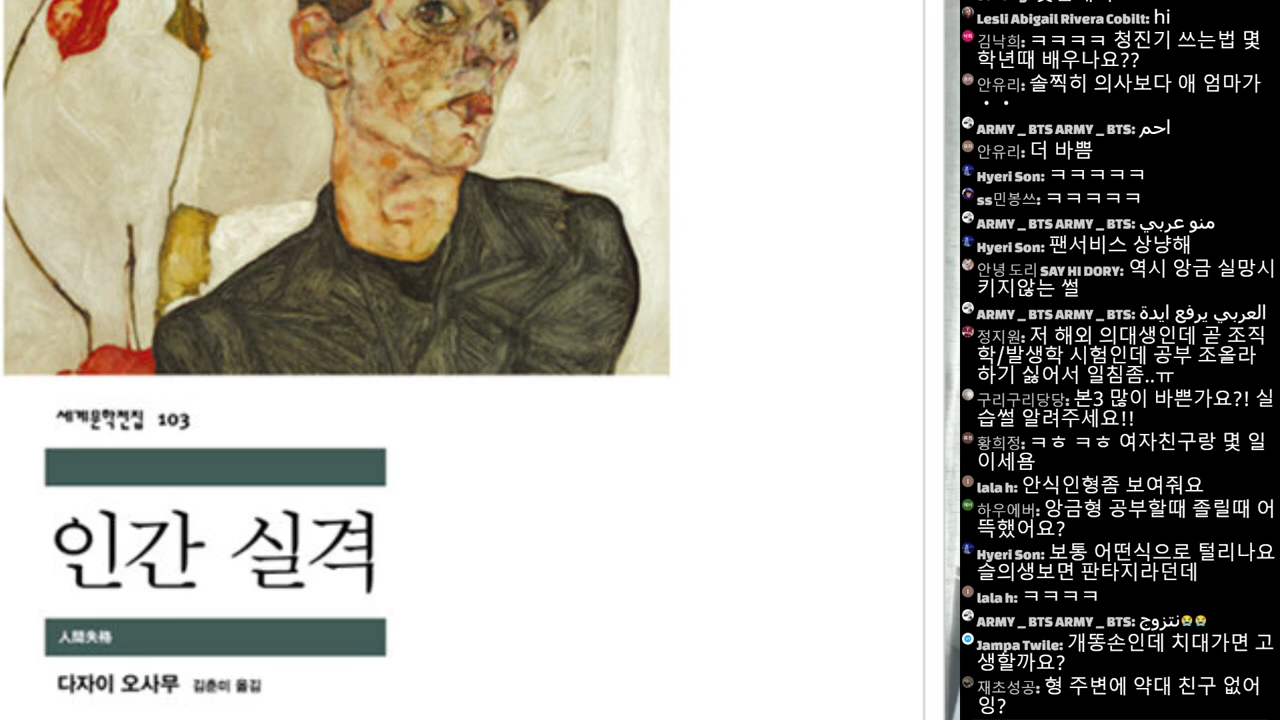 세계문학전집 103
인간 실격
人間失格
다자이 오사무 김춘미 옮김
Lesli Abigail Rivera Cobilt: hi
김낙희: ㅋㅋㅋㅋ 청진기 쓰는법 몇
학년때 배우나요??
안유리: 솔찍히 의사보다 애 엄마가
ㆍㆍ
ARMY _ BTS ARMY _ BTS: احم
안유리: 더 바쁨
Hyeri Son: ㅋㅋㅋㅋㅋ
ss민봉쓰: ㅋㅋㅋㅋㅋ
ARMY _ BTS ARMY _ BTS: منو عربي
Hyeri Son: 팬서비스 상냥해
안녕 도리 SAY HI DORY: 역시 앙금 실망시
키지않는 썰
ARMY _ BTS ARMY _ BTS: العربي يرفع ايدة
정지원: 저 해외 의대생인데 곧 조직
학/발생학 시험인데 공부 조올라
하기 싫어서 일침좀..ㅠ
구리구리당당: 본3 많이 바쁜가요?! 실
습썰 알려주세요!!
황희정: ㅋㅎ ㅋㅎ 여자친구랑 몇 일
이세욤
lala h: 안식인형좀 보여줘요
하우에버: 앙금형 공부할때 졸릴때 어
뜩했어요?
Hyeri Son: 보통 어떤식으로 털리나요
슬의생보면 판타지라던데
lala h: ㅋㅋㅋㅋ
ARMY _ BTS ARMY _ BTS: نتزوج😭😭
Jampa Twile: 개똥손인데 치대가면 고
생할까요?
재초성공: 형 주변에 약대 친구 없어
잉?